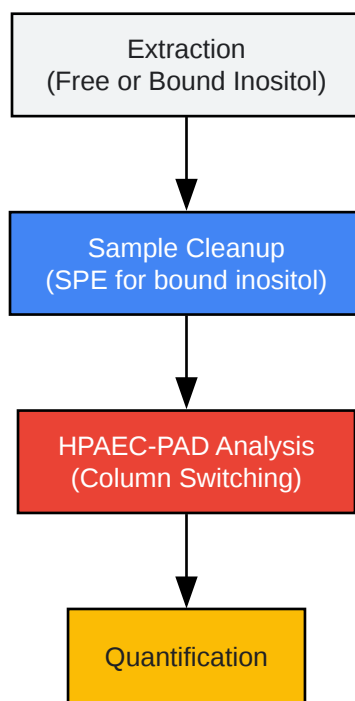 Extraction
(Free or Bound Inositol)
Sample Cleanup
(SPE for bound inositol)
HPAEC-PAD Analysis
(Column Switching)
Quantification